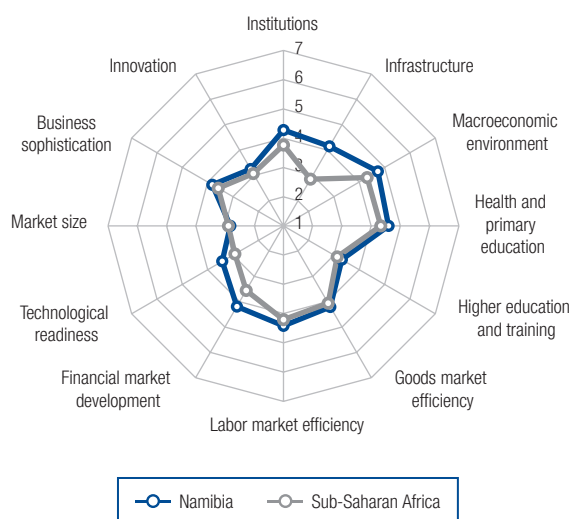 Institutions
7
6
5
4
3
2
1
Infrastructure
Macroeconomic
environment
Health and
primary
education
Higher education
and training
Goods market
efficiency
Labor market efficiency
Financial market
development
Technological
readiness
Market size
Business
sophistication
Innovation
Namibia
Sub-Saharan Africa